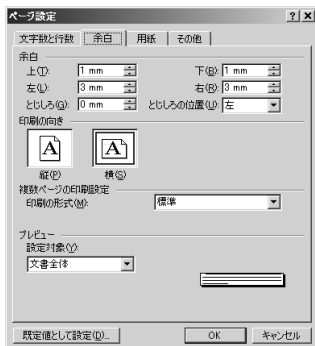 ページ設定
文字数と行数 余白 用紙 その他
余白
上(T): 1 mm 下(B): 1 mm
左(L): 3 mm 右(R): 3 mm
とじしろ(G): 0 mm とじしろの位置(U): 左
印刷の向き
A A
縦(P) 横(S)
複数ページの印刷設定
印刷の形式(M): 標準
プレビュー
設定対象(Y):
文書全体
既定値として設定(D)... OK キャンセル